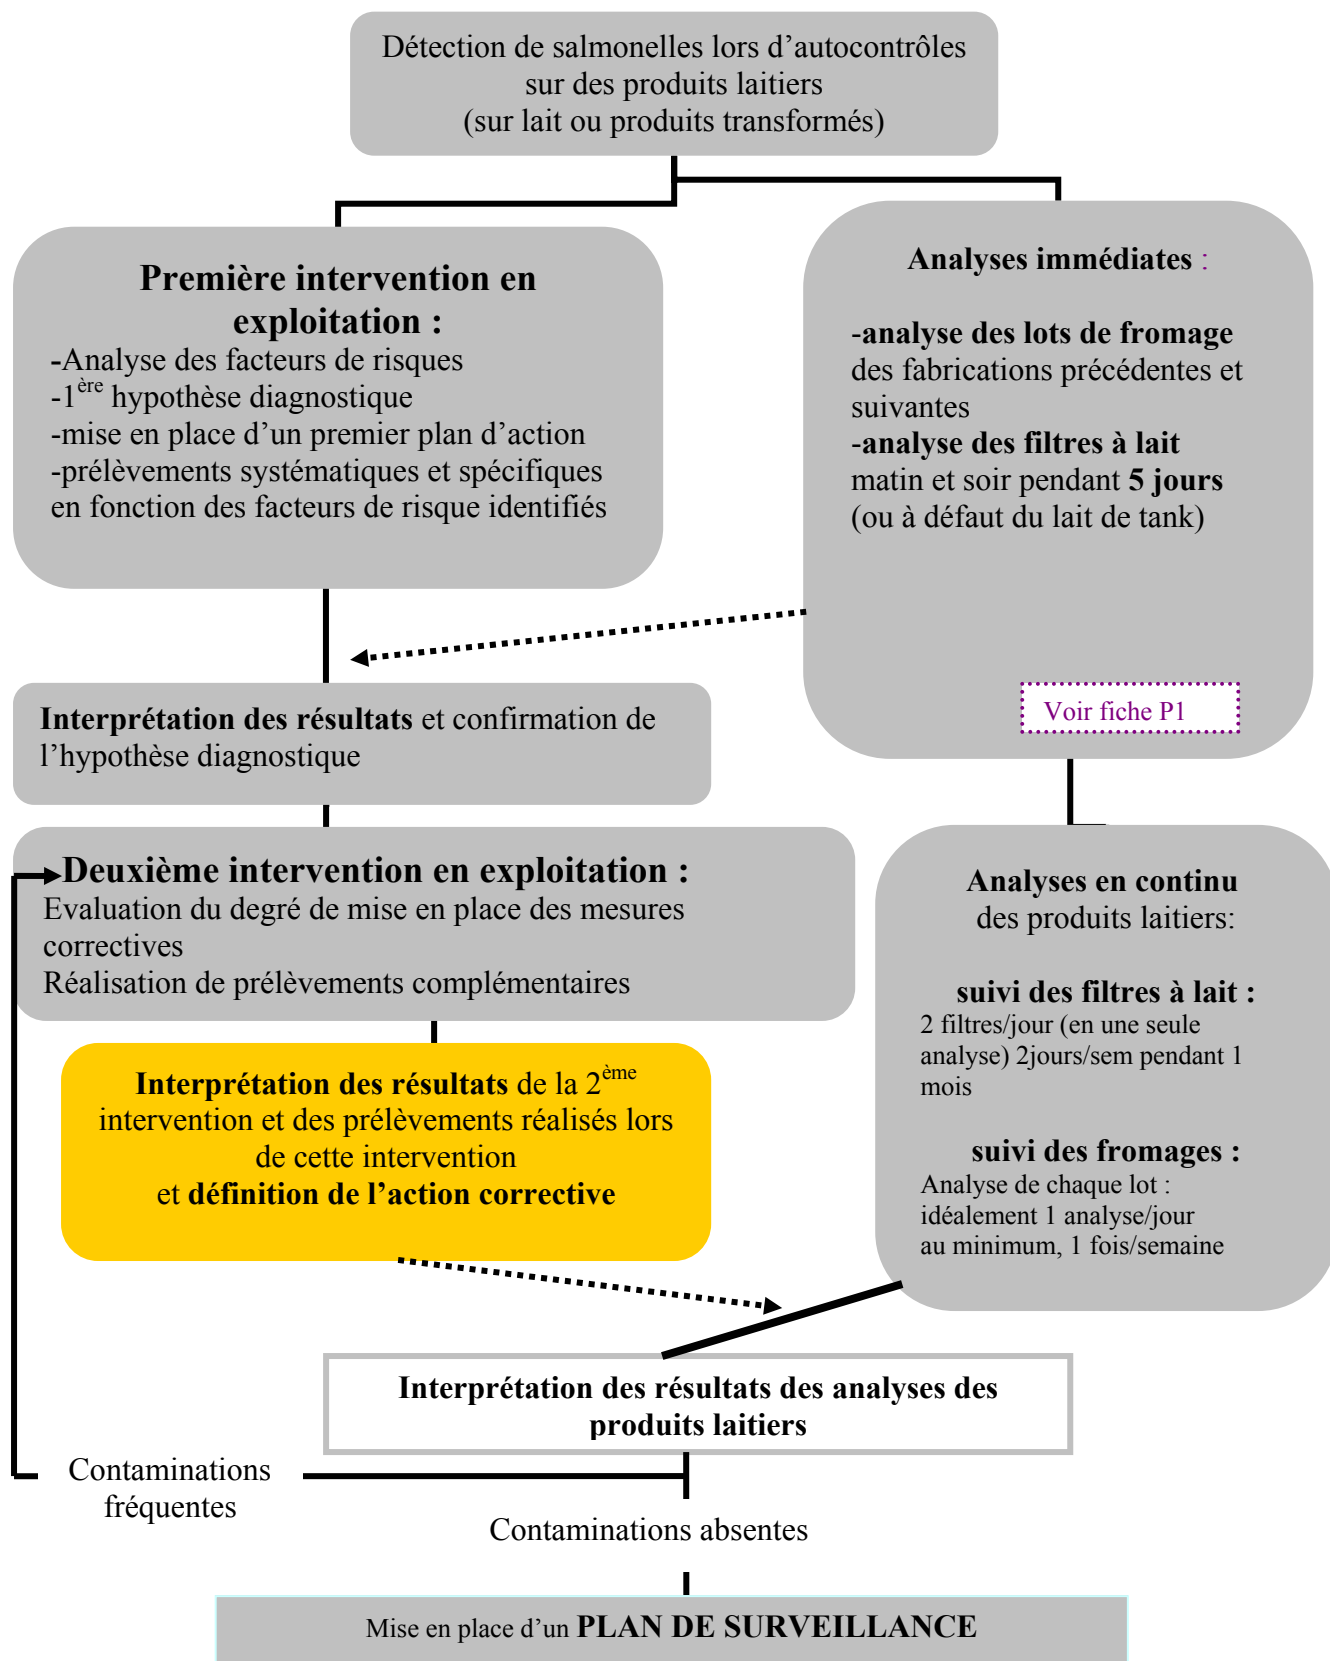 Détection de salmonelles lors d’autocontrôles
sur des produits laitiers
(sur lait ou produits transformés)
Première intervention en
exploitation :
-Analyse des facteurs de risques
-1ère hypothèse diagnostique
-mise en place d’un premier plan d’action
-prélèvements systématiques et spécifiques
en fonction des facteurs de risque identifiés
Analyses immédiates :
-analyse des lots de fromage
des fabrications précédentes et
suivantes
-analyse des filtres à lait
matin et soir pendant 5 jours
(ou à défaut du lait de tank)
Voir fiche P1
Interprétation des résultats et confirmation de
l’hypothèse diagnostique
Deuxième intervention en exploitation :
Evaluation du degré de mise en place des mesures
correctives
Réalisation de prélèvements complémentaires
Analyses en continu
des produits laitiers:
suivi des filtres à lait :
2 filtres/jour (en une seule
analyse) 2jours/sem pendant 1
mois
suivi des fromages :
Analyse de chaque lot :
idéalement 1 analyse/jour
au minimum, 1 fois/semaine
Interprétation des résultats de la 2ème
intervention et des prélèvements réalisés lors
de cette intervention
et définition de l’action corrective
Interprétation des résultats des analyses des
produits laitiers
Contaminations
fréquentes
Contaminations absentes
Mise en place d’un PLAN DE SURVEILLANCE